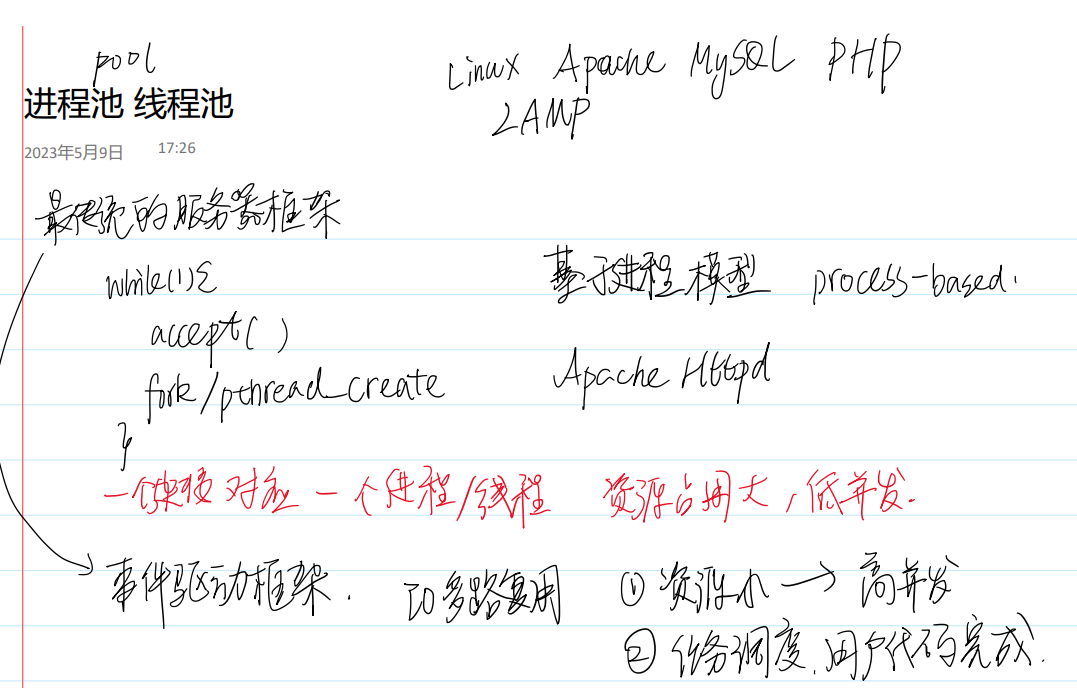 pool
Linux Apache MySQL PHP
进程池 线程池
LAMP
2023年5月9日 17:26
最传统的服务器框架
while(1){
基于进程模型 process-based.
accept()
fork/pthread_create
Apache Httpd
}
一个连接对应一个进程/线程 资源占用大,低并发.
事件驱动框架. IO多路复用 ① 资源小 → 高并发
② 任务调度,用户代码完成.